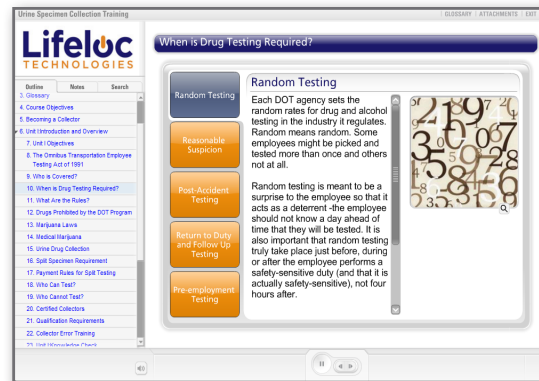 Urine Specimen Collection Training
| GLOSSARY | ATTACHMENTS | EXIT
Lifeloc
TECHNOLOGIES
When is Drug Testing Required?
Outline Notes Search
3. Glossary
4. Course Objectives
5. Becoming a Collector
6. Unit I:Introduction and Overview
7. Unit I Objectives
8. The Omnibus Transportation Employee
Testing Act of 1991
9. Who is Covered?
10. When is Drug Testing Required?
11. What Are the Rules?
12. Drugs Prohibited by the DOT Program
13. Marijuana Laws
14. Medical Marijuana
15. Urine Drug Collection
16. Split Specimen Requirement
17. Payment Rules for Split Testing
18. Who Can Test?
19. Who Cannot Test?
20. Certified Collectors
21. Qualification Requirements
22. Collector Error Training
23. Unit I Knowledge Check
Random Testing
Reasonable
Suspicion
Post-Accident
Testing
Return to Duty
and Follow Up
Testing
Pre-employment
Testing
Random Testing
Each DOT agency sets the
random rates for drug and alcohol
testing in the industry it regulates.
Random means random. Some
employees might be picked and
tested more than once and others
not at all.
Random testing is meant to be a
surprise to the employee so that it
acts as a deterrent -the employee
should not know a day ahead of
time that they will be tested. It is
also important that random testing
truly take place just before, during
or after the employee performs a
safety-sensitive duty (and that it is
actually safety-sensitive), not four
hours after.